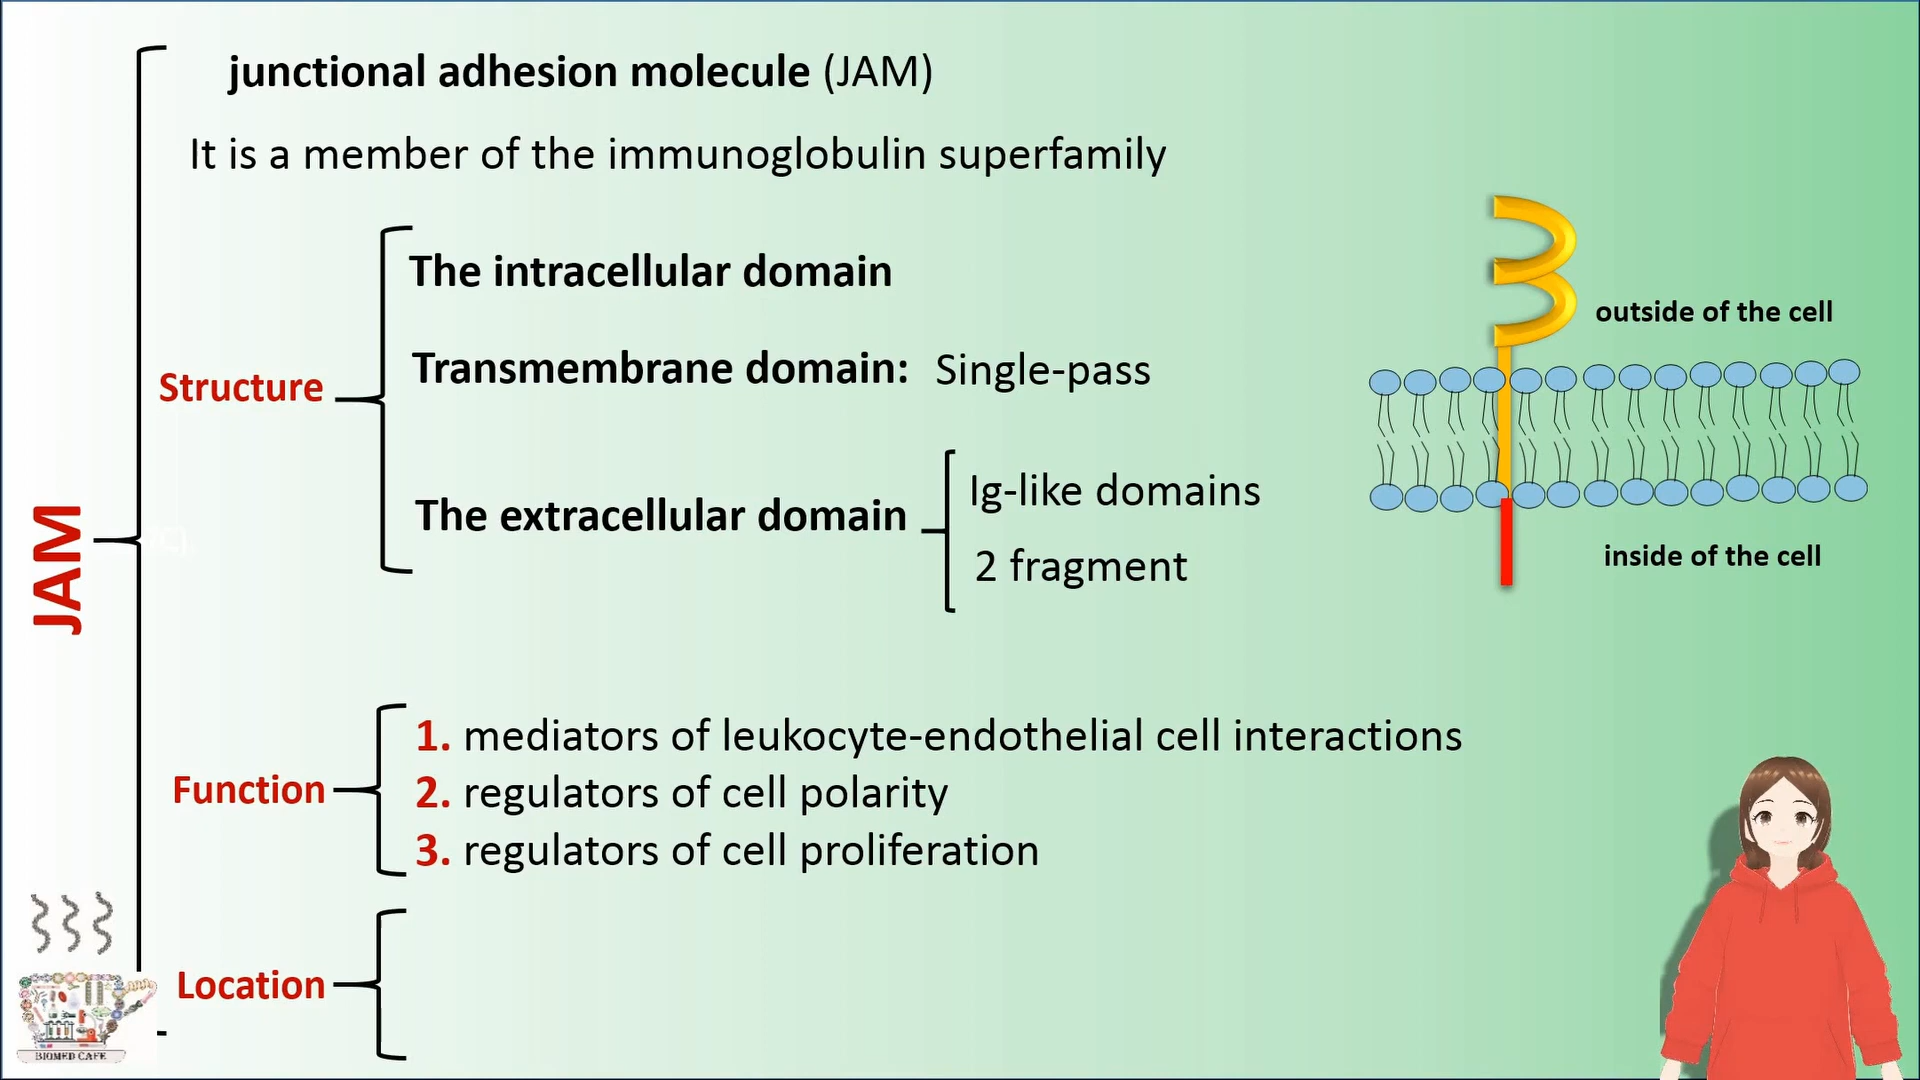 junctional adhesion molecule (JAM)
It is a member of the immunoglobulin superfamily
JAM
Structure
The intracellular domain
Transmembrane domain: Single-pass
The extracellular domain
Ig-like domains
2 fragment
outside of the cell
inside of the cell
Function
1. mediators of leukocyte-endothelial cell interactions
2. regulators of cell polarity
3. regulators of cell proliferation
Location
BIOMED CAFE